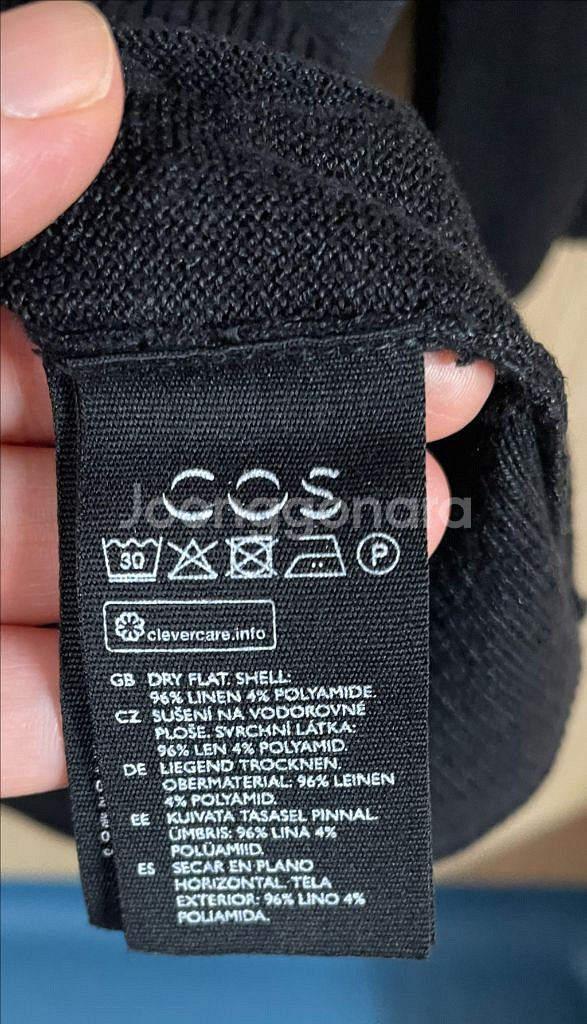 COS
Joonggonara
30 P
clevercare.info
GB DRY FLAT. SHELL:
96% LINEN 4% POLYAMIDE.
CZ SUŠENÍ NA VODOROVNÉ
PLOŠE. SVRCHNÍ LÁTKA:
96% LEN 4% POLYAMID.
DE LIEGEND TROCKNEN.
OBERMATERIAL: 96% LEINEN
4% POLYAMID.
EE KUIVATA TASASEL PINNAL.
ÜMBRIS: 96% LINA 4%
POLÜAMIID.
ES SECAR EN PLANO
HORIZONTAL. TELA
EXTERIOR: 96% LINO 4%
POLIAMIDA.